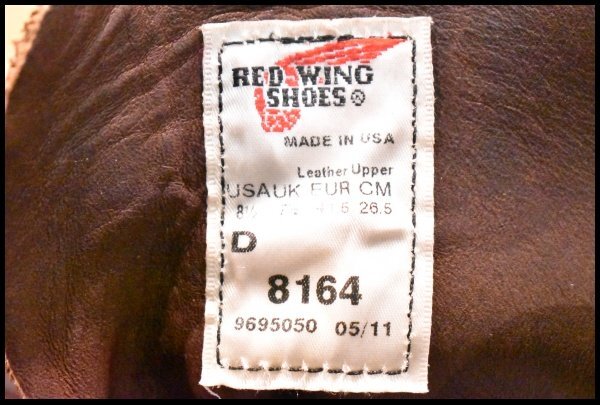 RED WING
SHOES®
MADE IN USA
Leather Upper
USA UK EUR CM
26.5
D
8164
9695050 05/11